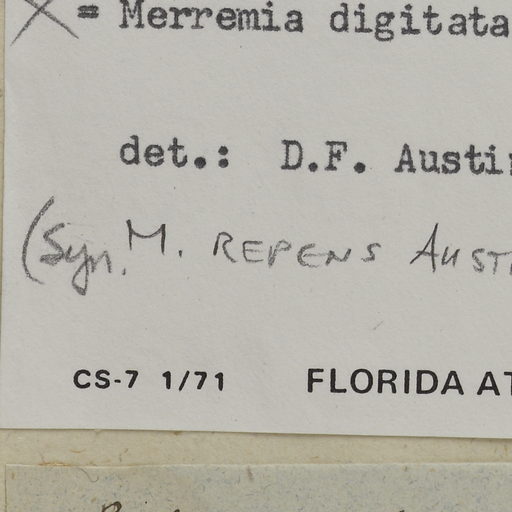 = Merremia digitata
det.: D.F. Austi
(Syn. M. REPENS AUST
CS-7 1/71 FLORIDA AT